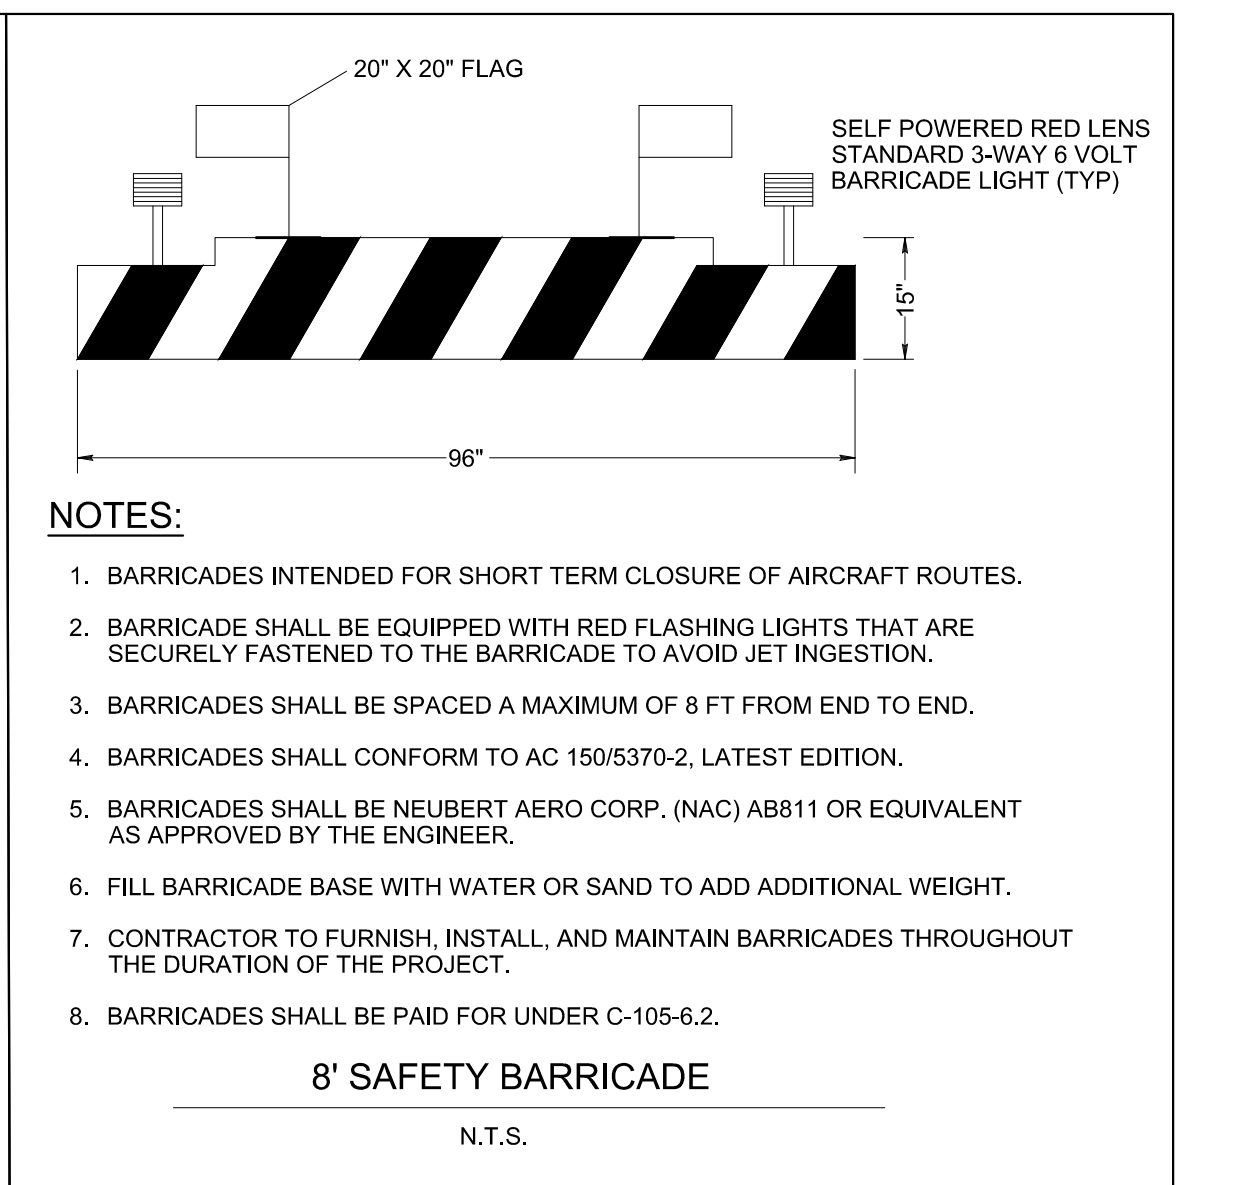 20" X 20" FLAG
SELF POWERED RED LENS
STANDARD 3-WAY 6 VOLT
BARRICADE LIGHT (TYP)
15"
96"
NOTES:
1. BARRICADES INTENDED FOR SHORT TERM CLOSURE OF AIRCRAFT ROUTES.
2. BARRICADE SHALL BE EQUIPPED WITH RED FLASHING LIGHTS THAT ARE
SECURELY FASTENED TO THE BARRICADE TO AVOID JET INGESTION.
3. BARRICADES SHALL BE SPACED A MAXIMUM OF 8 FT FROM END TO END.
4. BARRICADES SHALL CONFORM TO AC 150/5370-2, LATEST EDITION.
5. BARRICADES SHALL BE NEUBERT AERO CORP. (NAC) AB811 OR EQUIVALENT
AS APPROVED BY THE ENGINEER.
6. FILL BARRICADE BASE WITH WATER OR SAND TO ADD ADDITIONAL WEIGHT.
7. CONTRACTOR TO FURNISH, INSTALL, AND MAINTAIN BARRICADES THROUGHOUT
THE DURATION OF THE PROJECT.
8. BARRICADES SHALL BE PAID FOR UNDER C-105-6.2.
8' SAFETY BARRICADE
N.T.S.